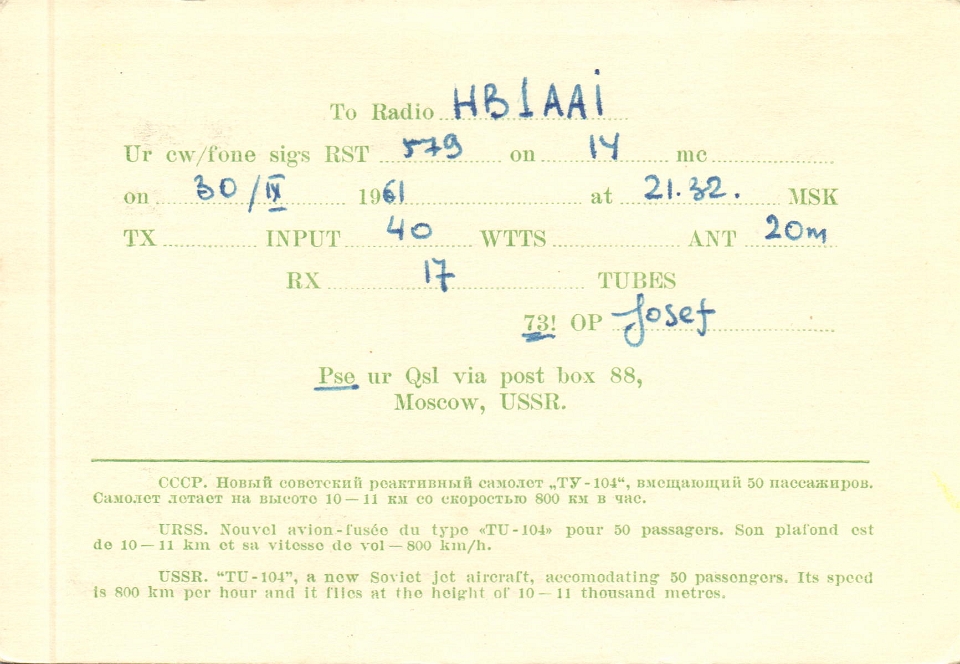 To Radio HB1AAi
Ur cw/fone sigs RST 579 on 14 mc
on 30/IX 1961 at 21.32. MSK
TX INPUT 40 WTTS ANT 20m
RX 17 TUBES
73! OP Josef
Pse ur Qsl via post box 88,
Moscow, USSR.
СССР. Новый советский реактивный самолет „ТУ-104“, вмещающий 50 пассажиров.
Самолет летает на высоте 10—11 км со скоростью 800 км в час.
URSS. Nouvel avion-fusée du type «TU-104» pour 50 passagers. Son plafond est
de 10—11 km et sa vitesse de vol—800 km/h.
USSR. “TU-104”, a new Soviet jet aircraft, accomodating 50 passengers. Its speed
is 800 km per hour and it flies at the height of 10—11 thousand metres.